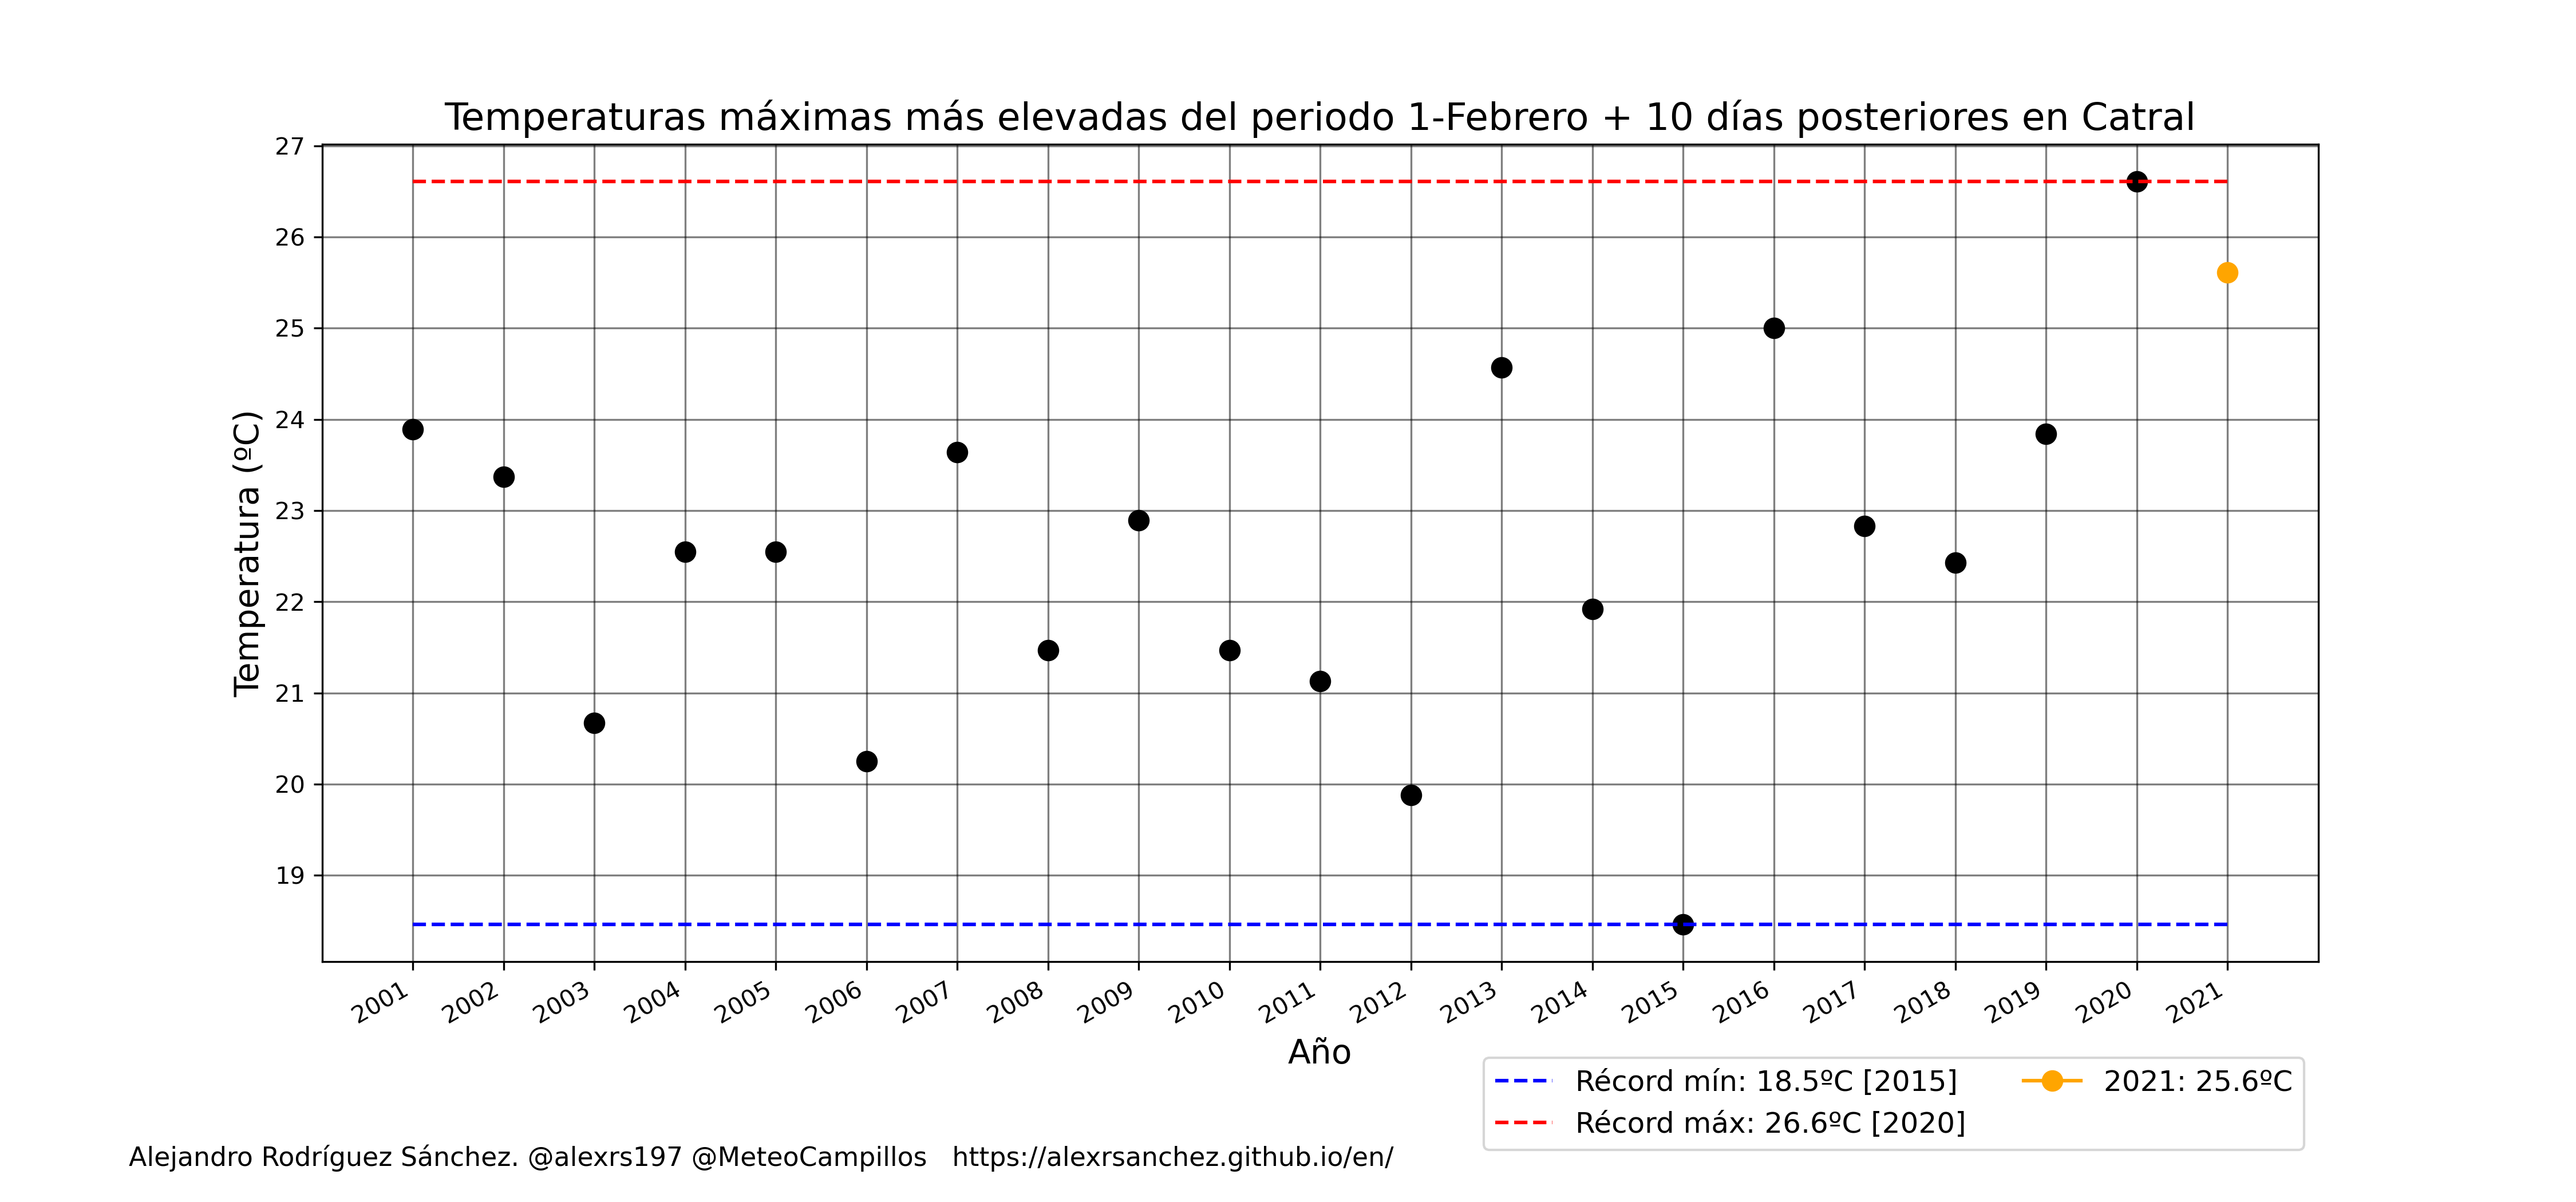 Temperaturas máximas más elevadas del periodo 1-Febrero + 10 días posteriores en Catral
Temperatura (ºC)
27
26
25
24
23
22
21
20
19
2001 2002 2003 2004 2005 2006 2007 2008 2009 2010 2011 2012 2013 2014 2015 2016 2017 2018 2019 2020 2021
Año
Récord mín: 18.5ºC [2015]
Récord máx: 26.6ºC [2020]
2021: 25.6ºC
Alejandro Rodríguez Sánchez. @alexrs197 @MeteoCampillos https://alexrsanchez.github.io/en/